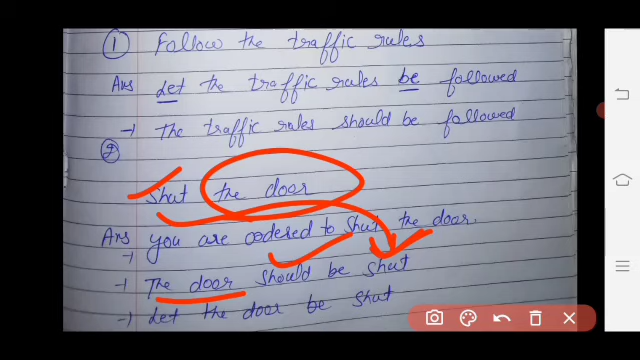 ① Follow the traffic rules
Ans Let the traffic rules be followed
→ The traffic rules should be followed
②
Shut the door
Ans you are codered to shut the door.
→
→ The door should be shut
→ Let the door be shut